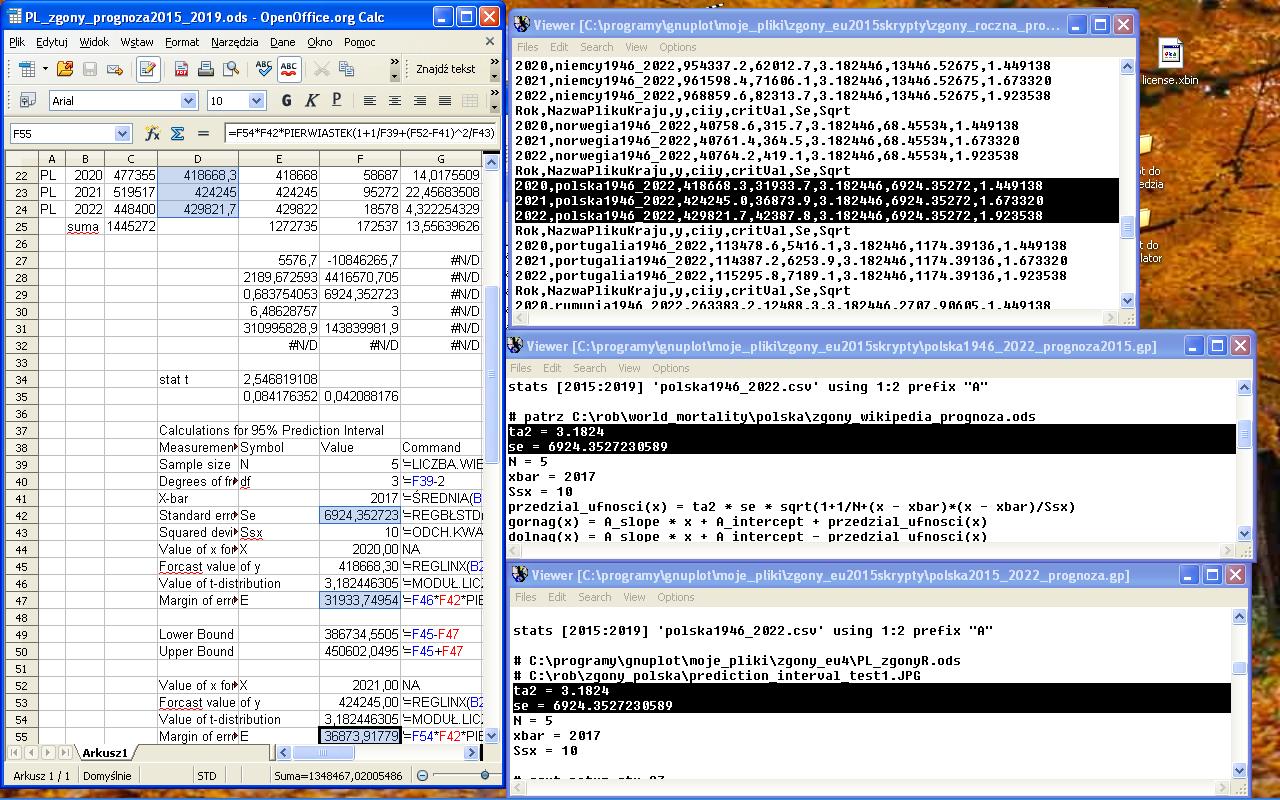 PL_zgony_prognoza2015_2019.ods - OpenOffice.org Calc
Plik Edytuj Widok Wstaw Format Narzędzia Dane Okno Pomoc
Znajdź tekst
Arial 10 G K P
F55 =F54*F42*PIERWIASTEK(1+1/F39+(F52-F41)^2/F43)
A B C D E F G
22 PL 2020 477355 418668,3 418668 58687 14,0175509
23 PL 2021 519517 424245 424245 95272 22,45682508
24 PL 2022 448400 429821,7 429822 18578 4,322254329
25 suma 1445272 1272735 172537 13,55639626
26
27 5576,7 -10846265,7 #N/D
28 2189,672593 4416570,705 #N/D
29 0,683754053 6924,352723 #N/D
30 6,48628757 3 #N/D
31 310995828,9 143839981,9 #N/D
32 #N/D #N/D #N/D
33
34 stat t 2,546819108
35 0,084176352 0,042088176
36
37 Calculations for 95% Prediction Interval
38 Measuremen Symbol Value Command
39 Sample size N 5 '=LICZBA.WIE
40 Degrees of fr df 3 '=F39-2
41 X-bar 2017 '=ŚREDNIA(B
42 Standard erro Se 6924,352723 '=REGBŁSTD
43 Squared devi Ssx 10 '=ODCH.KWA
44 Value of x for X 2020,00 NA
45 Forcast value of y 418668,30 '=REGLINX(B2
46 Value of t-distribution 3,182446305 '=MODUŁ.LIC
47 Margin of erro E 31933,74954 '=F46*F42*PIE
48
49 Lower Bound 386734,5505 '=F45-F47
50 Upper Bound 450602,0495 '=F45+F47
51
52 Value of x for X 2021,00 NA
53 Forcast value of y 424245,00 '=REGLINX(B2
54 Value of t-distribution 3,182446305 '=MODUŁ.LIC
55 Margin of erro E 36873,91779 '=F54*F42*PIE
Arkusz1
Arkusz 1 / 1 Domyślnie STD Suma=1348467,02005486
Viewer [C:\programy\gnuplot\moje_pliki\zgony_eu2015skrypty\zgony_roczna_pro...
Files Edit Search View Options
2020,niemcy1946_2022,954337.2,62012.7,3.182446,13446.52675,1.449138
2021,niemcy1946_2022,961598.4,71606.1,3.182446,13446.52675,1.673320
2022,niemcy1946_2022,968859.6,82313.7,3.182446,13446.52675,1.923538
Rok,NazwaPlikuKraju,y,ciiy,critVal,Se,Sqrt
2020,norwegia1946_2022,40758.6,315.7,3.182446,68.45534,1.449138
2021,norwegia1946_2022,40761.4,364.5,3.182446,68.45534,1.673320
2022,norwegia1946_2022,40764.2,419.1,3.182446,68.45534,1.923538
Rok,NazwaPlikuKraju,y,ciiy,critVal,Se,Sqrt
2020,polska1946_2022,418668.3,31933.7,3.182446,6924.35272,1.449138
2021,polska1946_2022,424245.0,36873.9,3.182446,6924.35272,1.673320
2022,polska1946_2022,429821.7,42387.8,3.182446,6924.35272,1.923538
Rok,NazwaPlikuKraju,y,ciiy,critVal,Se,Sqrt
2020,portugalia1946_2022,113478.6,5416.1,3.182446,1174.39136,1.449138
2021,portugalia1946_2022,114387.2,6253.9,3.182446,1174.39136,1.673320
2022,portugalia1946_2022,115295.8,7189.1,3.182446,1174.39136,1.923538
Rok,NazwaPlikuKraju,y,ciiy,critVal,Se,Sqrt
2020,rumunia1946_2022,263383.2,12488.3,3.182446,2707.90605,1.449138
Viewer [C:\programy\gnuplot\moje_pliki\zgony_eu2015skrypty\polska1946_2022_prognoza2015.gp]
Files Edit Search View Options
stats [2015:2019] 'polska1946_2022.csv' using 1:2 prefix "A"
# patrz C:\rob\world_mortality\polska\zgony_wikipedia_prognoza.ods
ta2 = 3.1824
se = 6924.3527230589
N = 5
xbar = 2017
Ssx = 10
przedzial_ufnosci(x) = ta2 * se * sqrt(1+1/N+(x - xbar)*(x - xbar)/Ssx)
gornag(x) = A_slope * x + A_intercept + przedzial_ufnosci(x)
dolnag(x) = A_slope * x + A_intercept - przedzial_ufnosci(x)
Viewer [C:\programy\gnuplot\moje_pliki\zgony_eu2015skrypty\polska2015_2022_prognoza.gp]
Files Edit Search View Options
stats [2015:2019] 'polska1946_2022.csv' using 1:2 prefix "A"
# C:\programy\gnuplot\moje_pliki\zgony_eu4\PL_zgonyR.ods
# C:\rob\zgony_polska\prediction_interval_test1.JPG
ta2 = 3.1824
se = 6924.3527230589
N = 5
xbar = 2017
Ssx = 10
license.xbin
t do
edzia
t do
lator